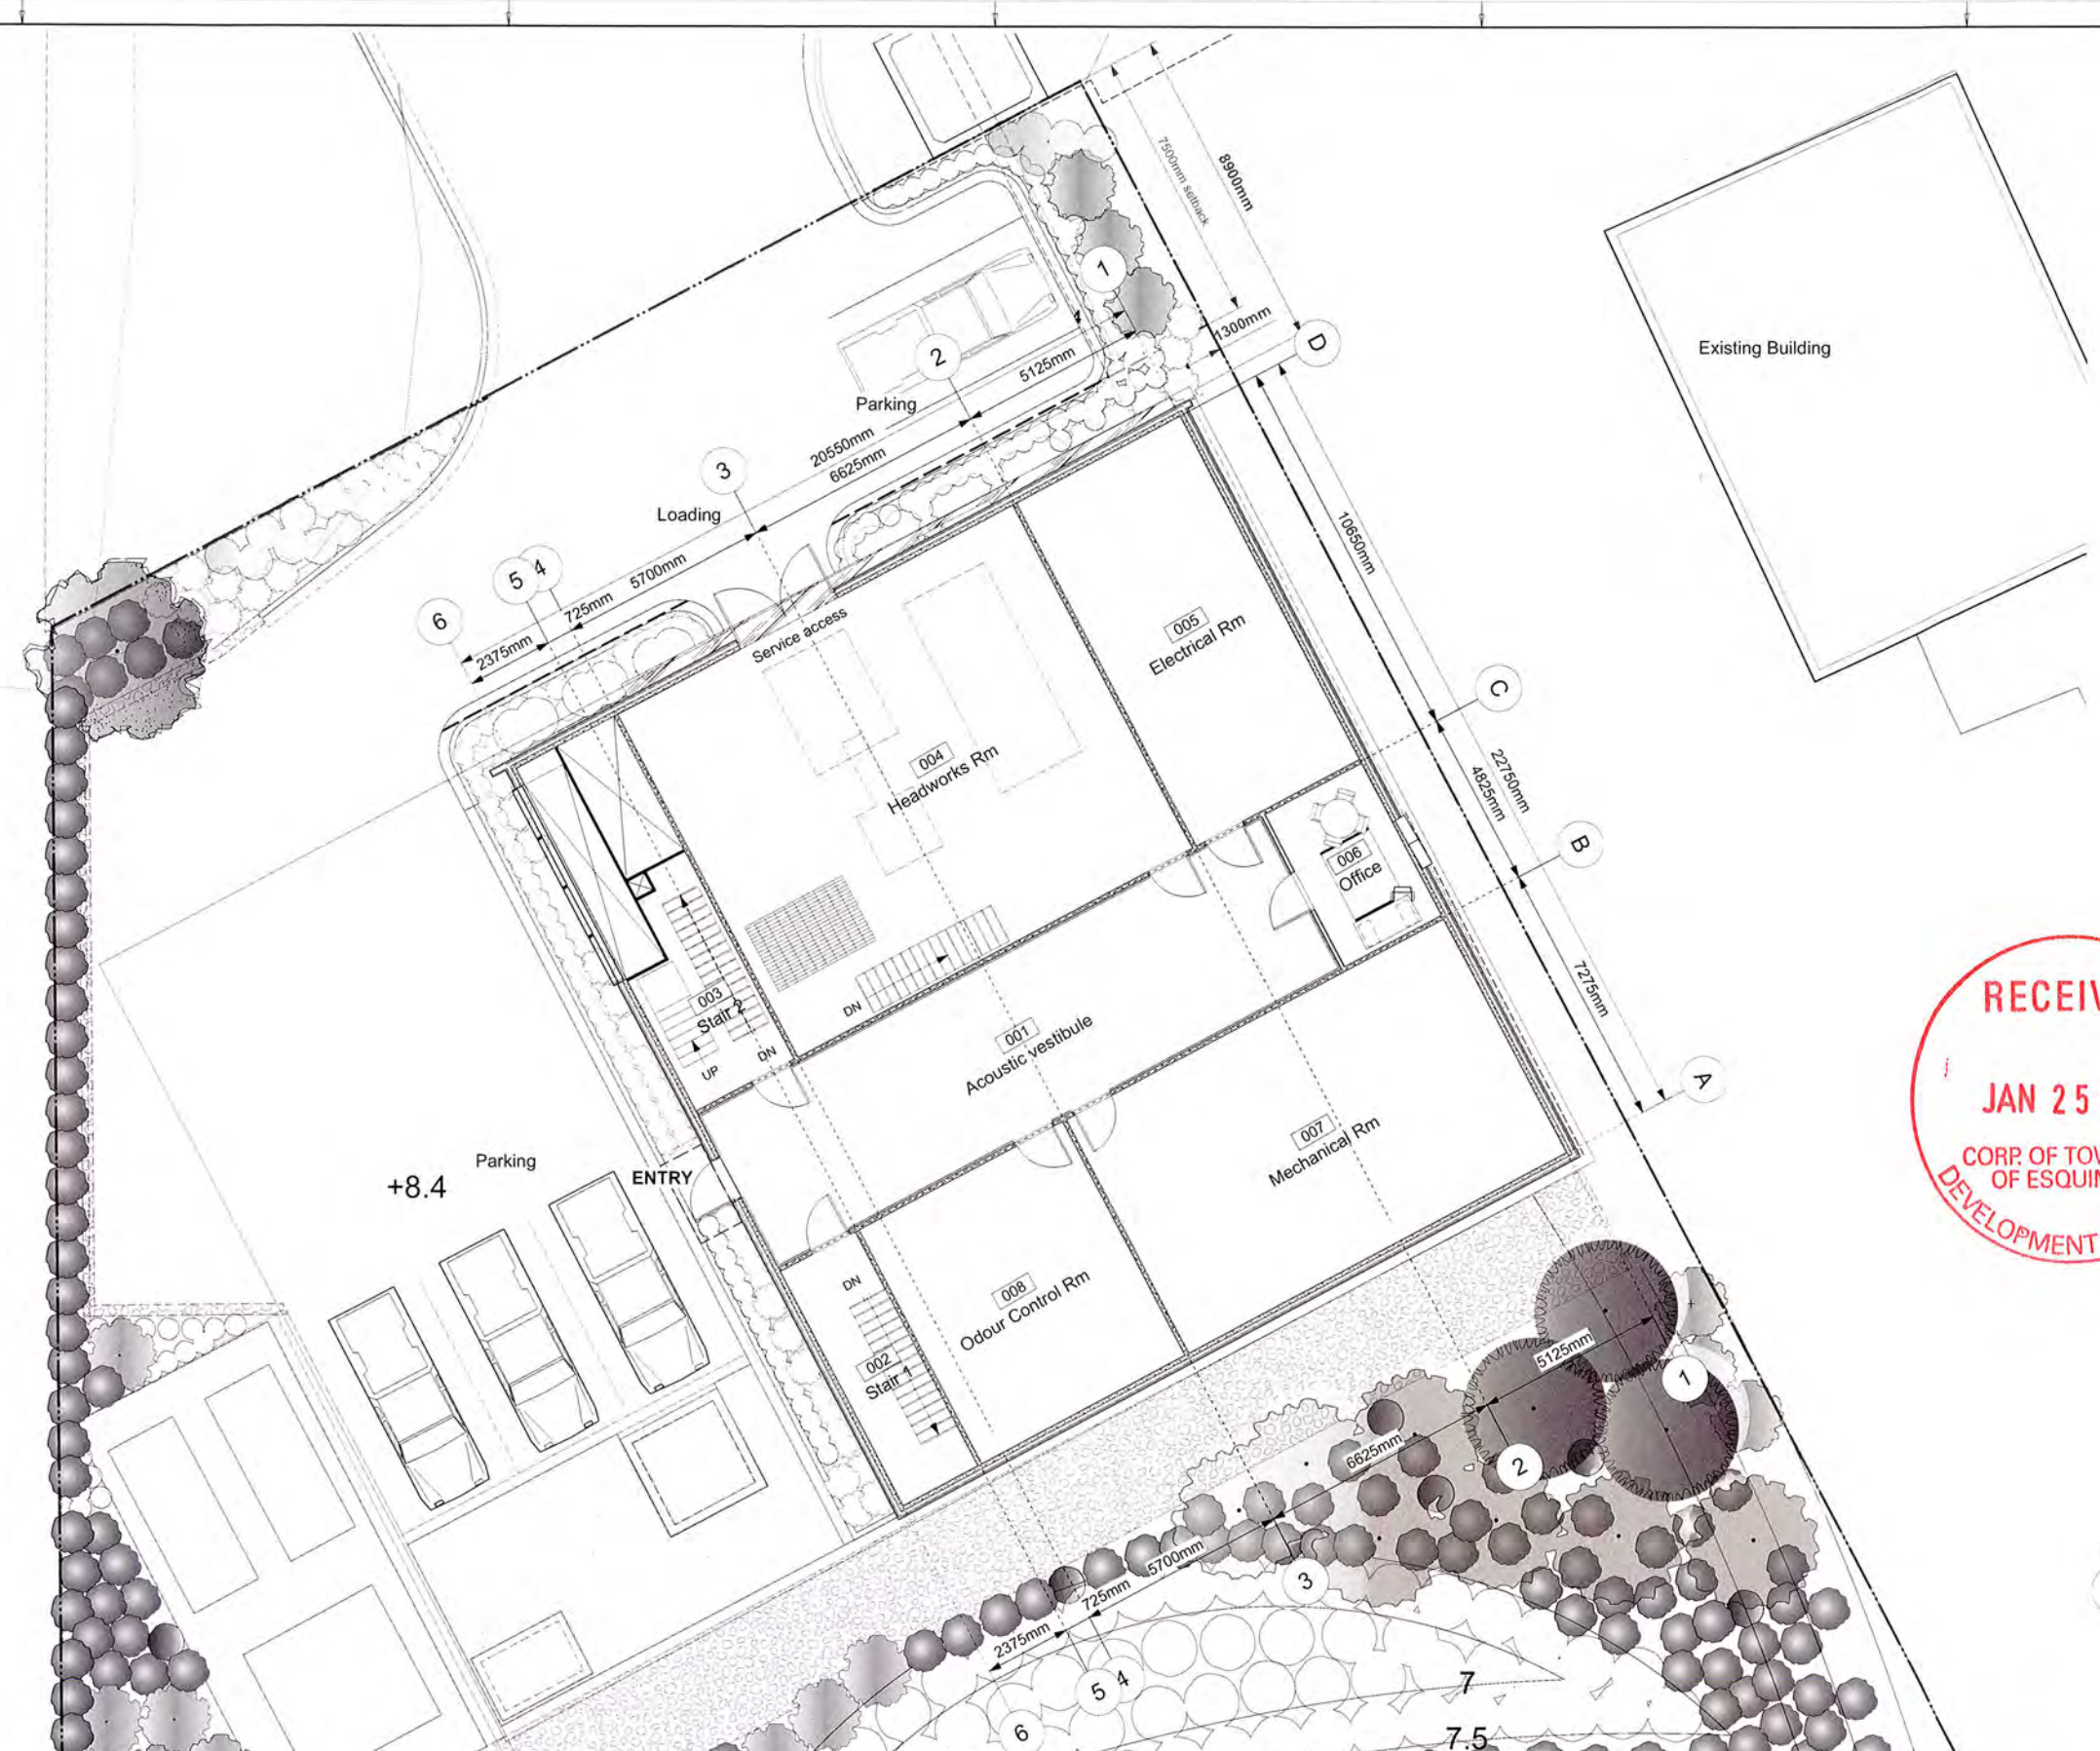 7500mm setback
8900mm
1
1300mm
D
2
5125mm
Parking
20550mm
6625mm
3
Loading
5700mm
5 4
725mm
6
2375mm
Service access
Existing Building
10650mm
005
Electrical Rm
004
Headworks Rm
C
22750mm
4825mm
B
006
Office
7275mm
A
003
Stair 2
DN
DN
UP
001
Acoustic vestibule
007
Mechanical Rm
Parking
+8.4
ENTRY
DN
008
Odour Control Rm
002
Stair 1
RECEIV
JAN 25
CORP. OF TOW
OF ESQUIM
DEVELOPMENT
5125mm
1
6625mm
2
5700mm
3
725mm
2375mm
5 4
6
7
7.5